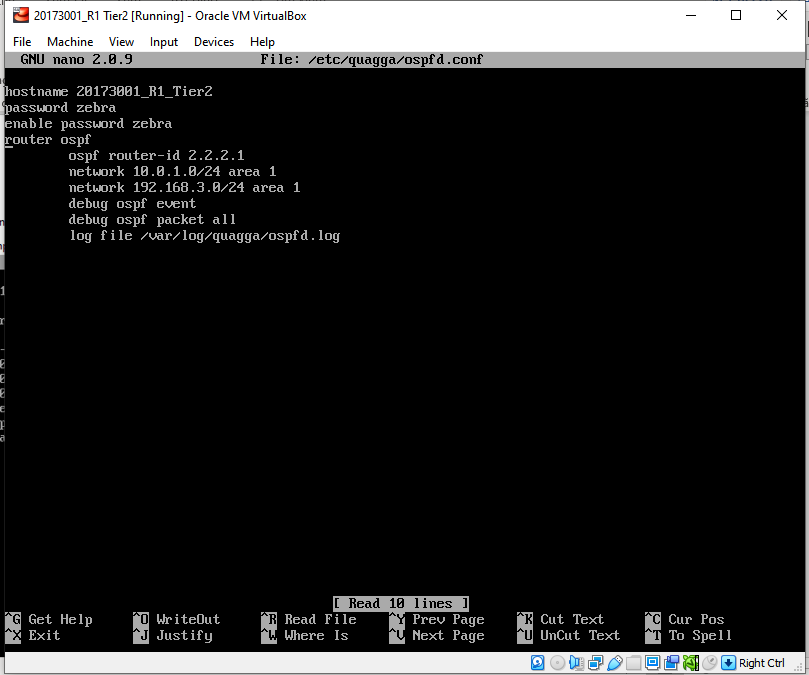 20173001_R1 Tier2 [Running] - Oracle VM VirtualBox
File Machine View Input Devices Help
GNU nano 2.0.9 File: /etc/quagga/ospfd.conf
hostname 20173001_R1_Tier2
password zebra
enable password zebra
router ospf
ospf router-id 2.2.2.1
network 10.0.1.0/24 area 1
network 192.168.3.0/24 area 1
debug ospf event
debug ospf packet all
log file /var/log/quagga/ospfd.log
[ Read 10 lines ]
^G Get Help ^O WriteOut ^R Read File ^Y Prev Page ^K Cut Text ^C Cur Pos
^X Exit ^J Justify ^W Where Is ^V Next Page ^U UnCut Text ^T To Spell
Right Ctrl